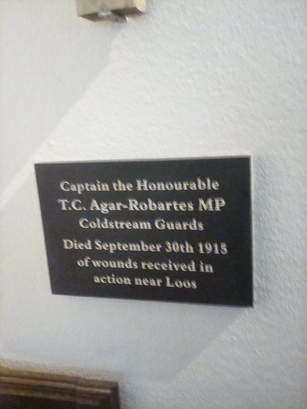 Captain the Honourable
T.C. Agar-Robartes MP
Coldstream Guards
Died September 30th 1915
of wounds received in
action near Loos